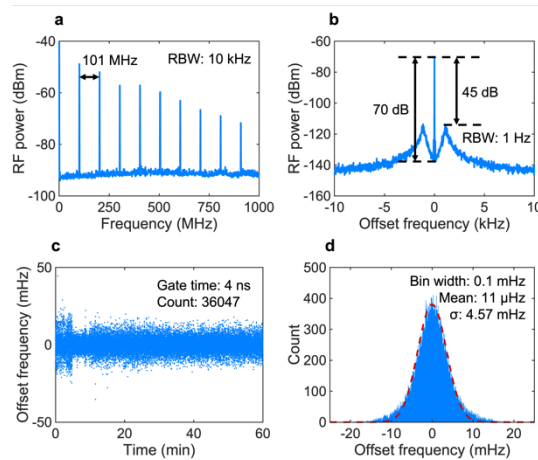 a
101 MHz
RBW: 10 kHz
RF power (dBm)
-40
-60
-80
-100
0
250
500
750
1000
Frequency (MHz)
b
70 dB
45 dB
RBW: 1 Hz
RF power (dBm)
-60
-80
-100
-120
-140
-160
-10
-5
0
5
10
Offset frequency (kHz)
c
Gate time: 4 ns
Count: 36047
Offset frequency (mHz)
50
0
-50
0
20
40
60
Time (min)
d
Bin width: 0.1 mHz
Mean: 11 μHz
σ: 4.57 mHz
Count
500
400
300
200
100
0
-20
-10
0
10
20
Offset frequency (mHz)